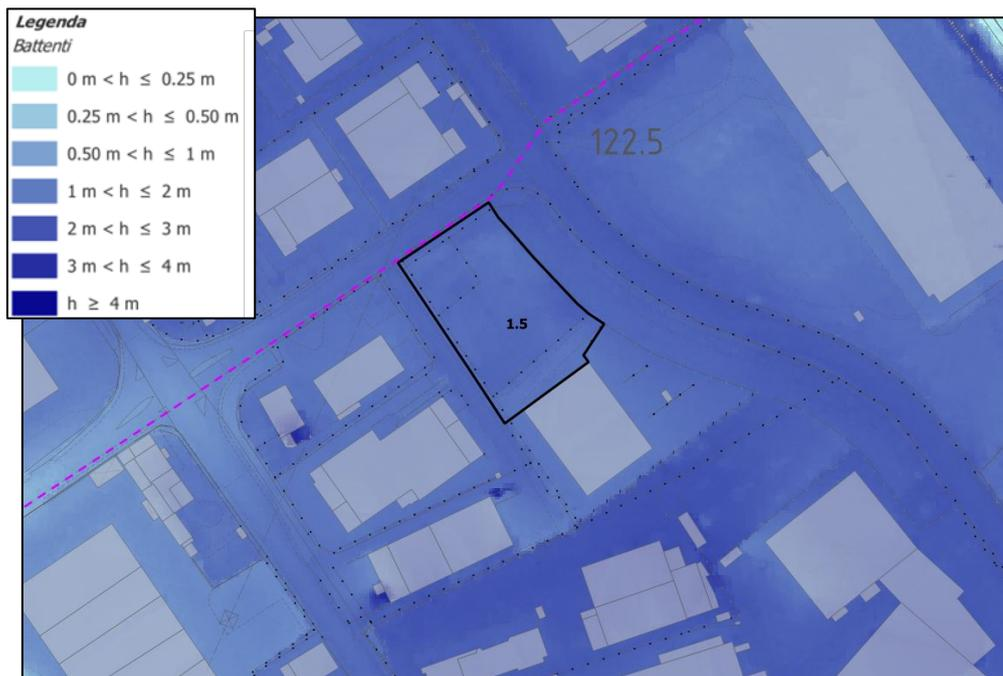 Legenda
Battenti
0 m < h ≤ 0.25 m
0.25 m < h ≤ 0.50 m
0.50 m < h ≤ 1 m
1 m < h ≤ 2 m
2 m < h ≤ 3 m
3 m < h ≤ 4 m
h ≥ 4 m
122.5
1.5